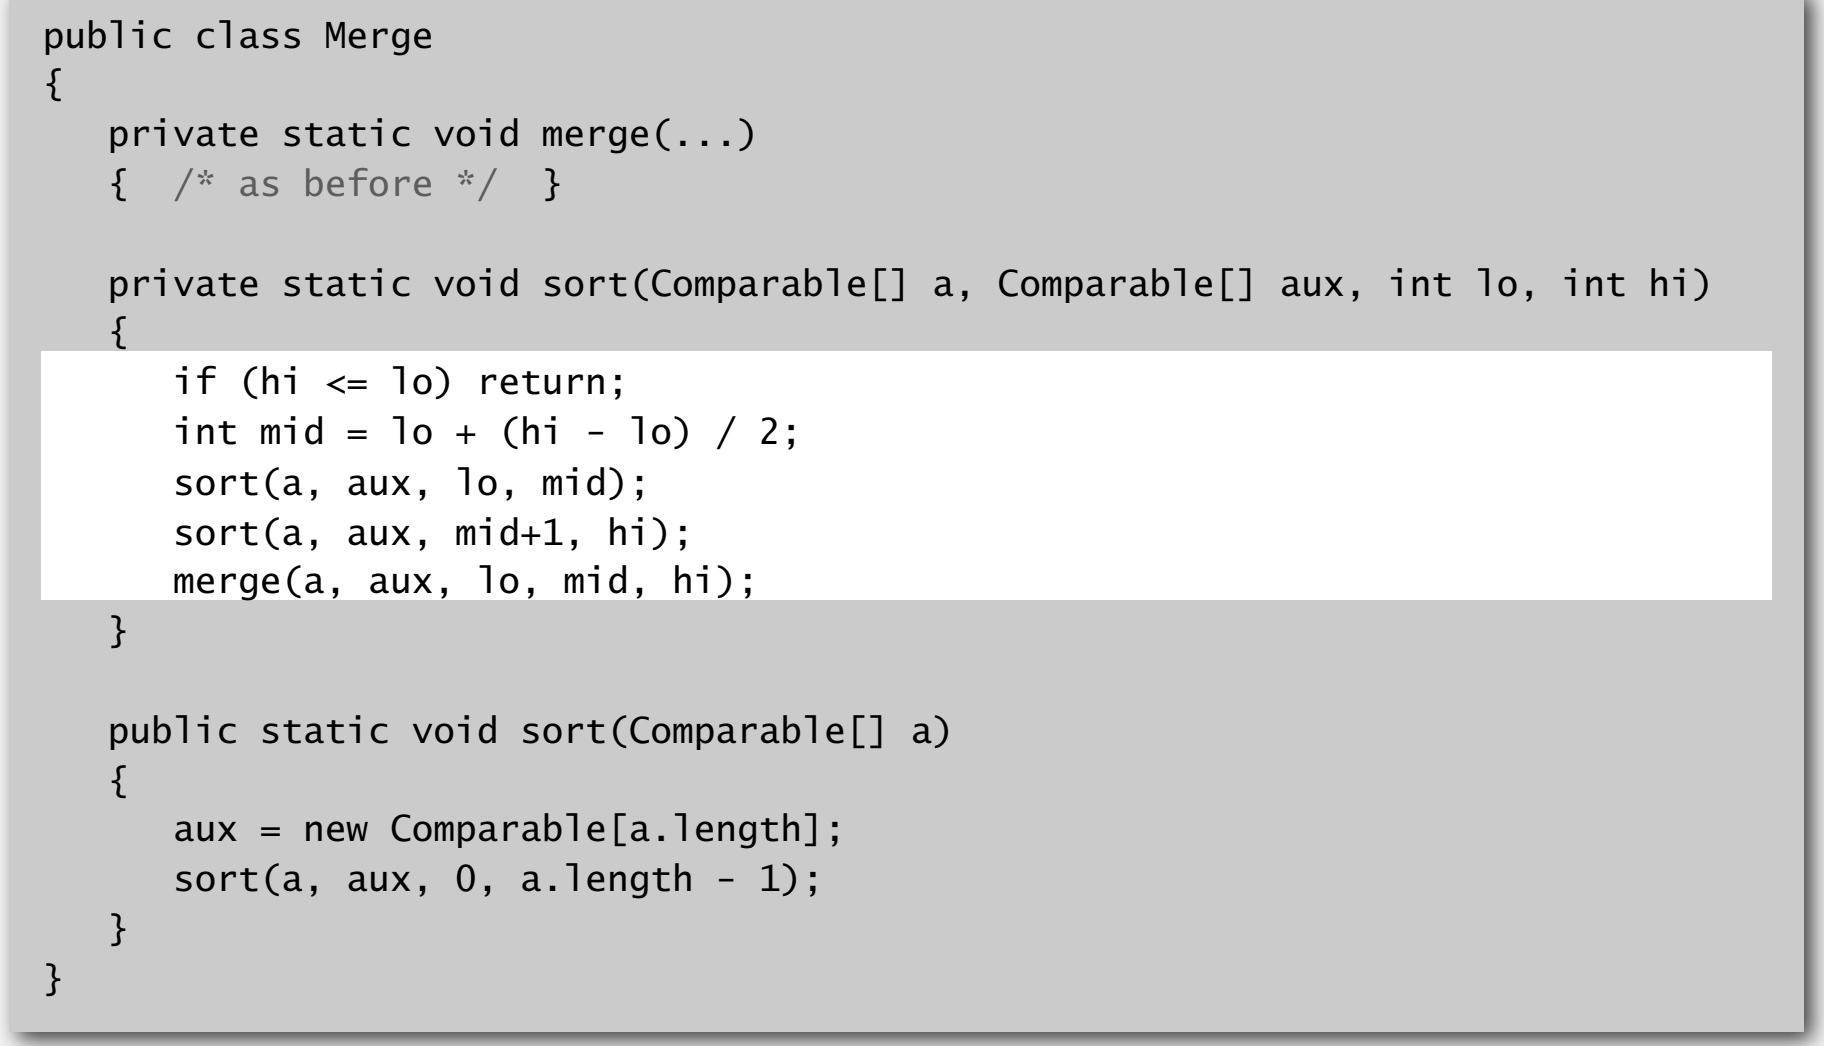 public class Merge
{
   private static void merge(...)
   {  /* as before */  }
   private static void sort(Comparable[] a, Comparable[] aux, int lo, int hi)
   {
      if (hi <= lo) return;
      int mid = lo + (hi - lo) / 2;
      sort(a, aux, lo, mid);
      sort(a, aux, mid+1, hi);
      merge(a, aux, lo, mid, hi);
   }
   public static void sort(Comparable[] a)
   {
      aux = new Comparable[a.length];
      sort(a, aux, 0, a.length - 1);
   }
}